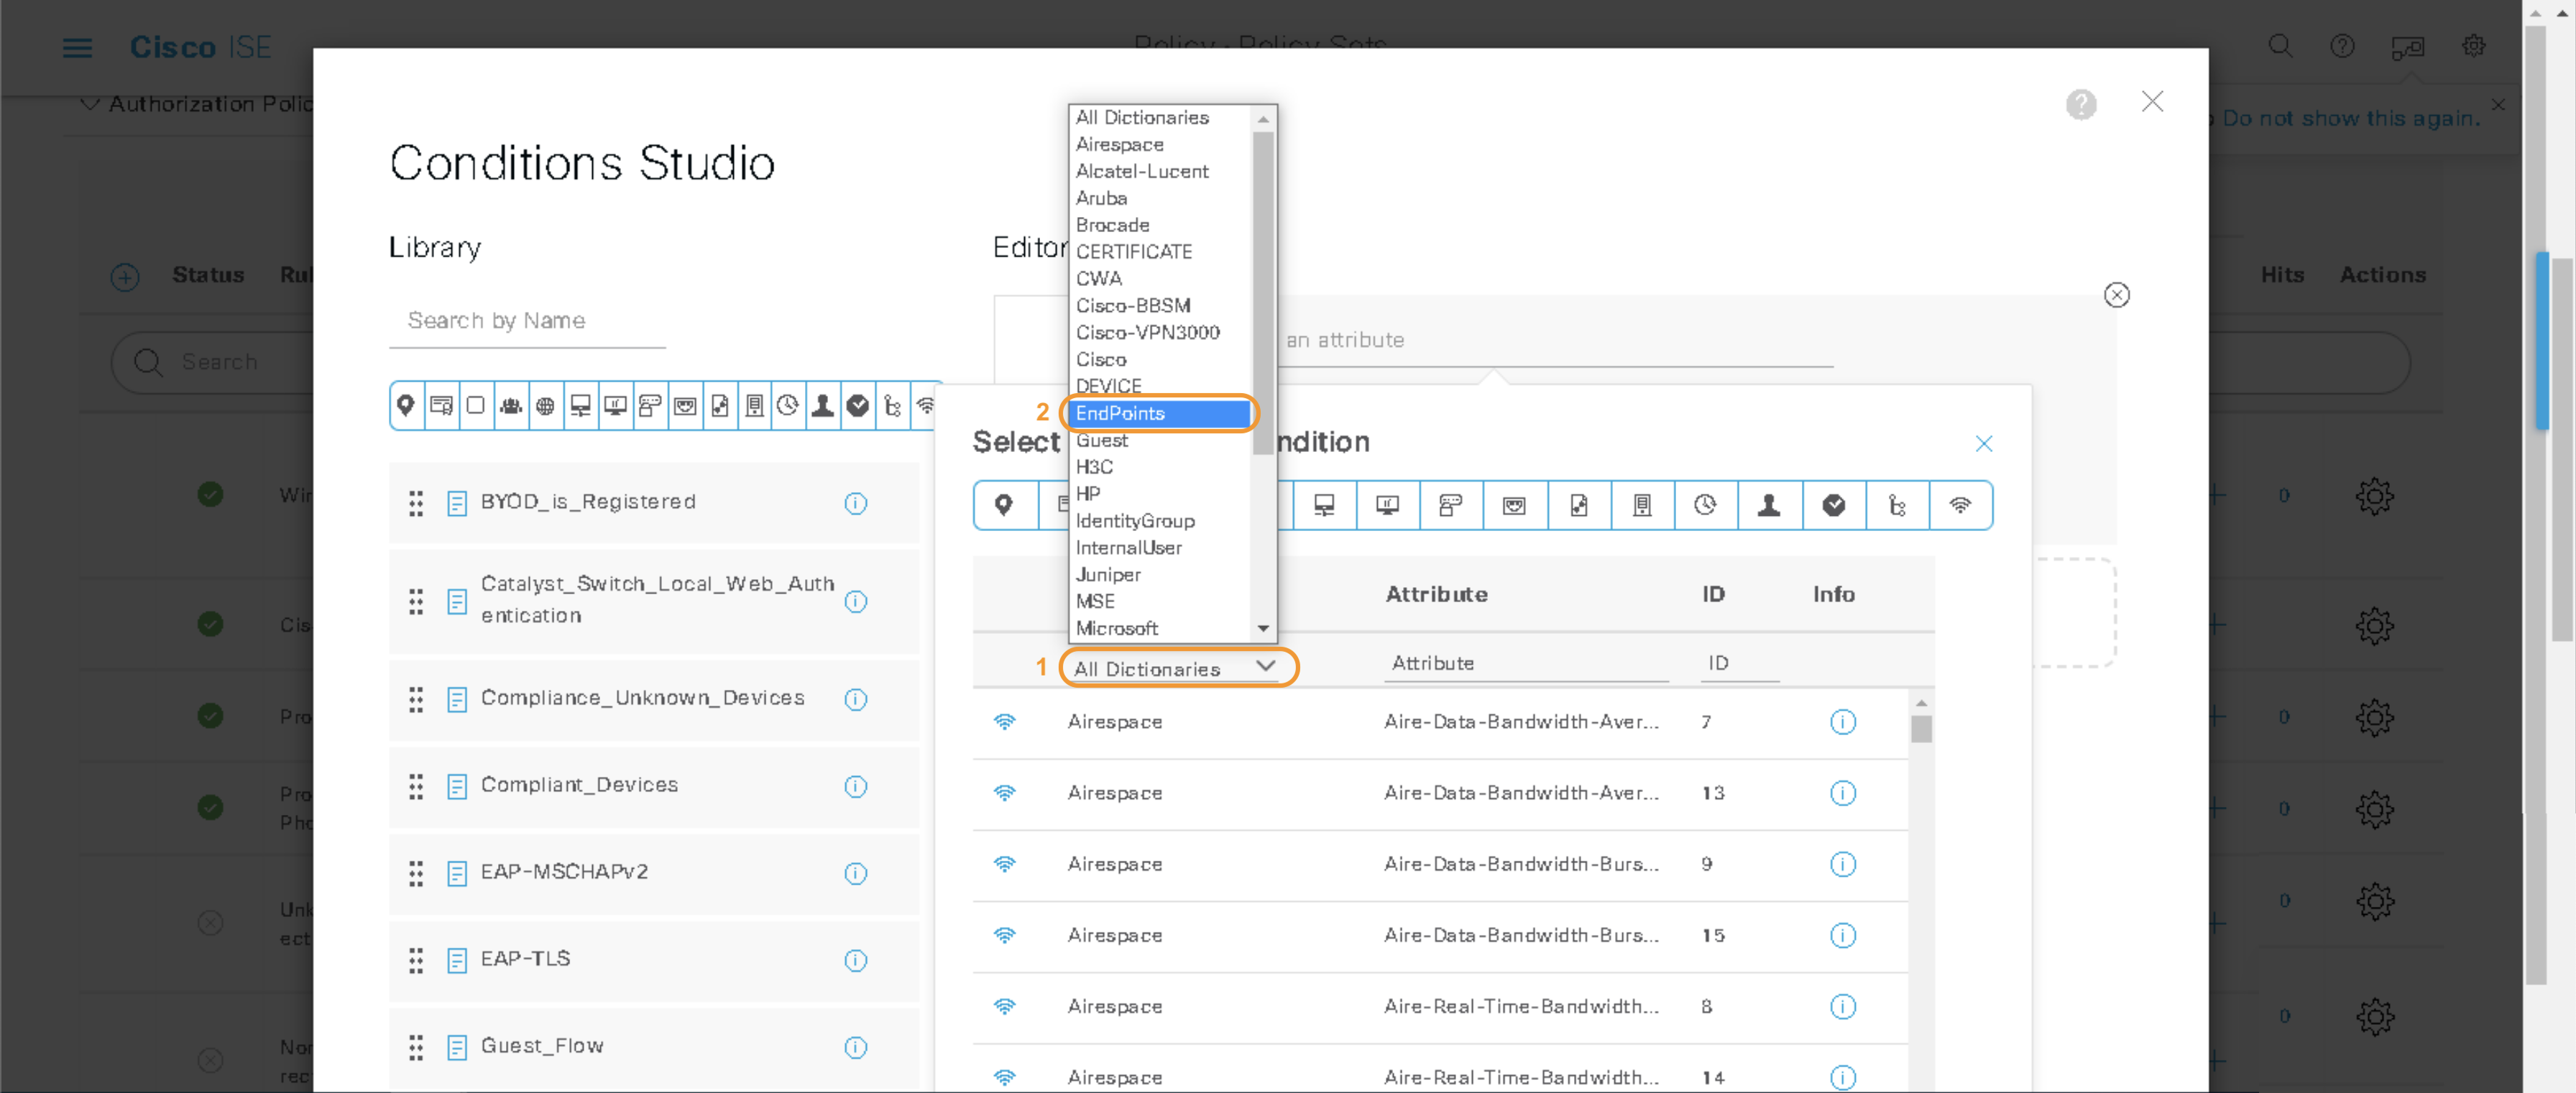 Cisco ISE
Policy · Policy Sets
Authorization Polic
Do not show this again.
Conditions Studio
Library
Editor
Search by Name
an attribute
Status
Hits
Actions
Search
All Dictionaries
Airespace
Alcatel-Lucent
Aruba
Brocade
CERTIFICATE
CWA
Cisco-BBSM
Cisco-VPN3000
Cisco
DEVICE
2 EndPoints
Guest
H3C
HP
IdentityGroup
InternalUser
Juniper
MSE
Microsoft
Select ndition
Attribute ID Info
1 All Dictionaries Attribute ID
Airespace Aire-Data-Bandwidth-Aver... 7
Airespace Aire-Data-Bandwidth-Aver... 13
Airespace Aire-Data-Bandwidth-Burs... 9
Airespace Aire-Data-Bandwidth-Burs... 15
Airespace Aire-Real-Time-Bandwidth... 8
Airespace Aire-Real-Time-Bandwidth... 14
BYOD_is_Registered
Catalyst_Switch_Local_Web_Auth
entication
Compliance_Unknown_Devices
Compliant_Devices
EAP-MSCHAPv2
EAP-TLS
Guest_Flow
Win
Cis
Pro
Pro
Pho
Unk
ect
Non
rec
0
0
0
0
0